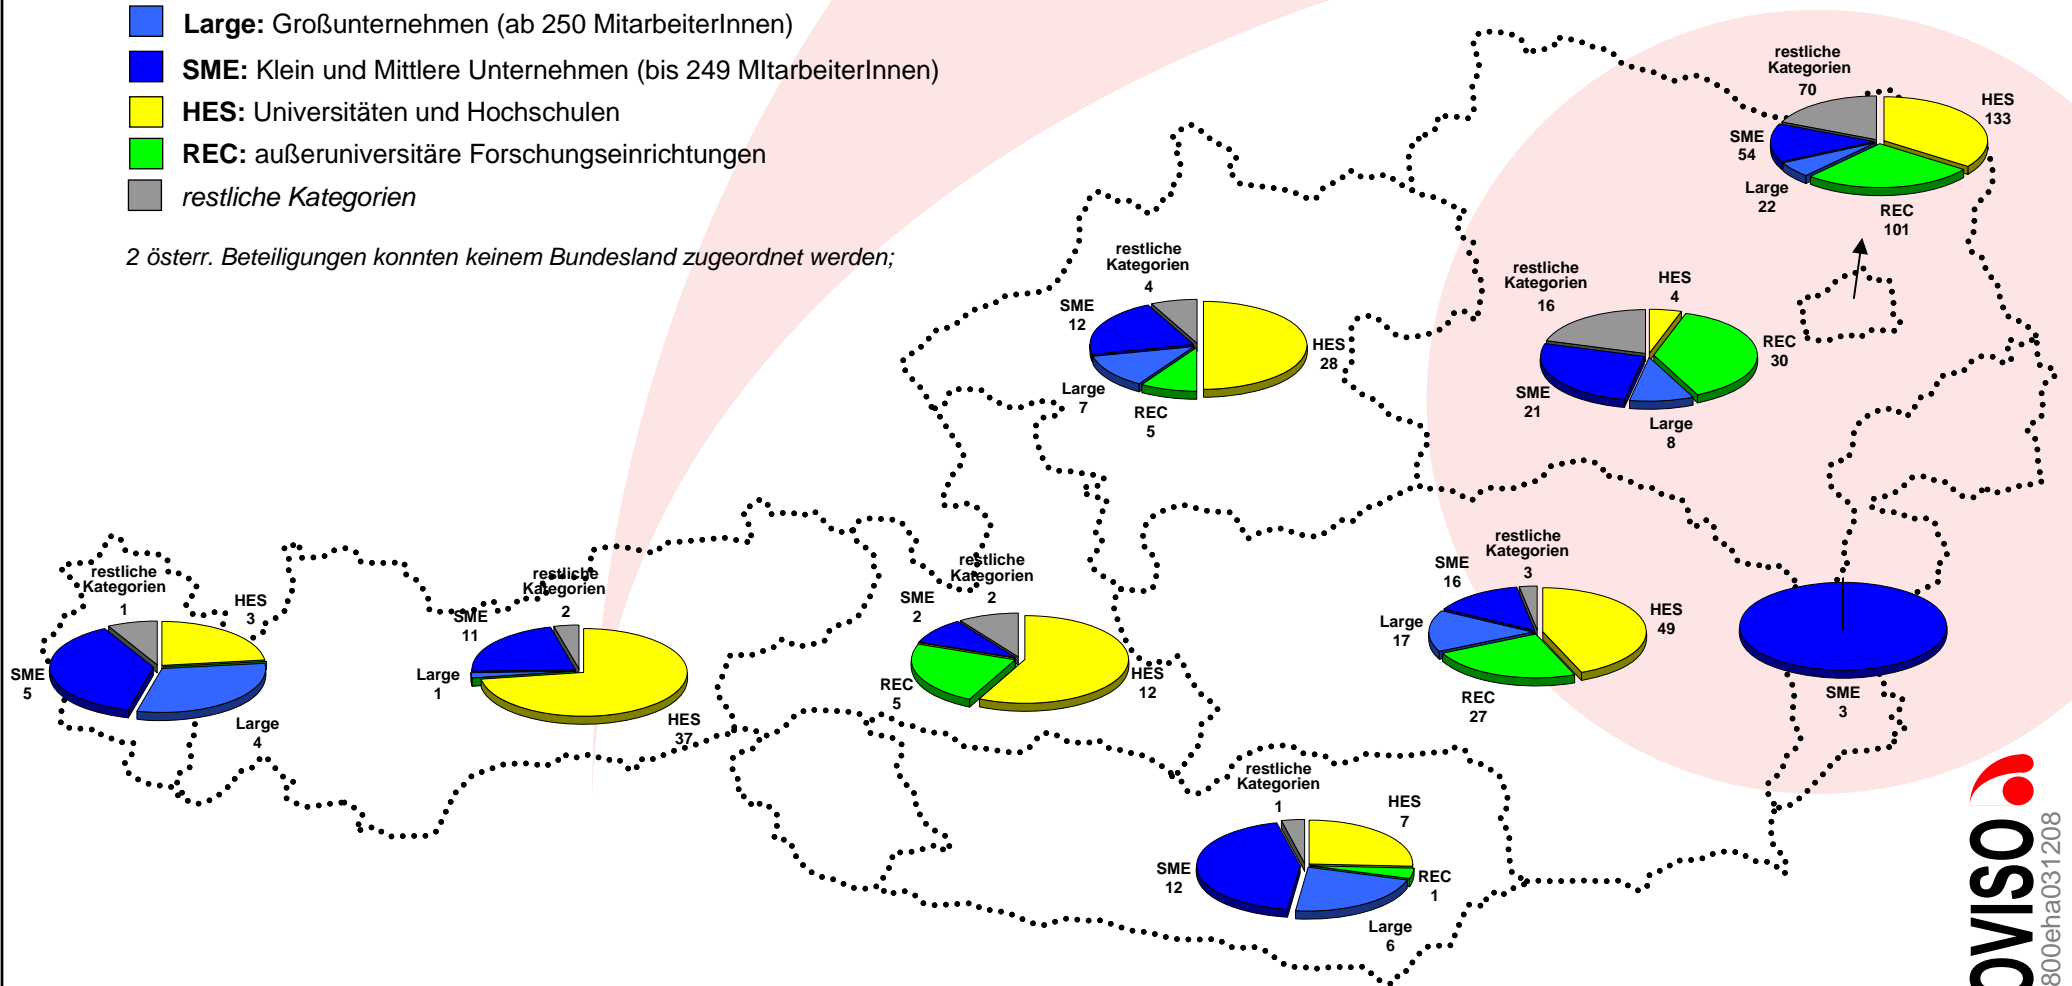 Large: Großunternehmen (ab 250 MitarbeiterInnen)
SME: Klein und Mittlere Unternehmen (bis 249 MItarbeiterInnen)
HES: Universitäten und Hochschulen
REC: außeruniversitäre Forschungseinrichtungen
restliche Kategorien
2 österr. Beteiligungen konnten keinem Bundesland zugeordnet werden;
restliche
Kategorien
70
HES
133
SME
54
Large
22
REC
101
restliche
Kategorien
4
SME
12
HES
28
Large
7
REC
5
restliche
Kategorien
16
HES
4
REC
30
SME
21
Large
8
restliche
Kategorien
1
HES
3
SME
5
Large
4
restliche
Kategorien
2
SME
11
Large
1
HES
37
restliche
Kategorien
2
SME
2
REC
5
HES
12
restliche
Kategorien
3
SME
16
Large
17
HES
49
REC
27
SME
3
restliche
Kategorien
1
HES
7
SME
12
REC
1
Large
6
OVISO
800eha031208